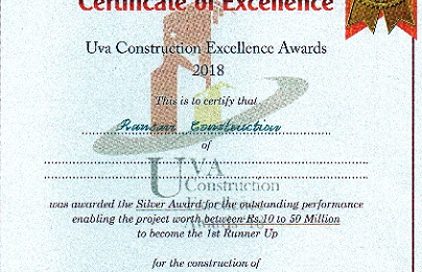 Certificate of Excellence
Uva Construction Excellence Awards
2018
This is to certify that
Construction
of
UVA
Construction
was awarded the Silver Award for the outstanding performance
enabling the project worth between Rs.10 to 50 Million
to become the 1st Runner Up
for the construction of